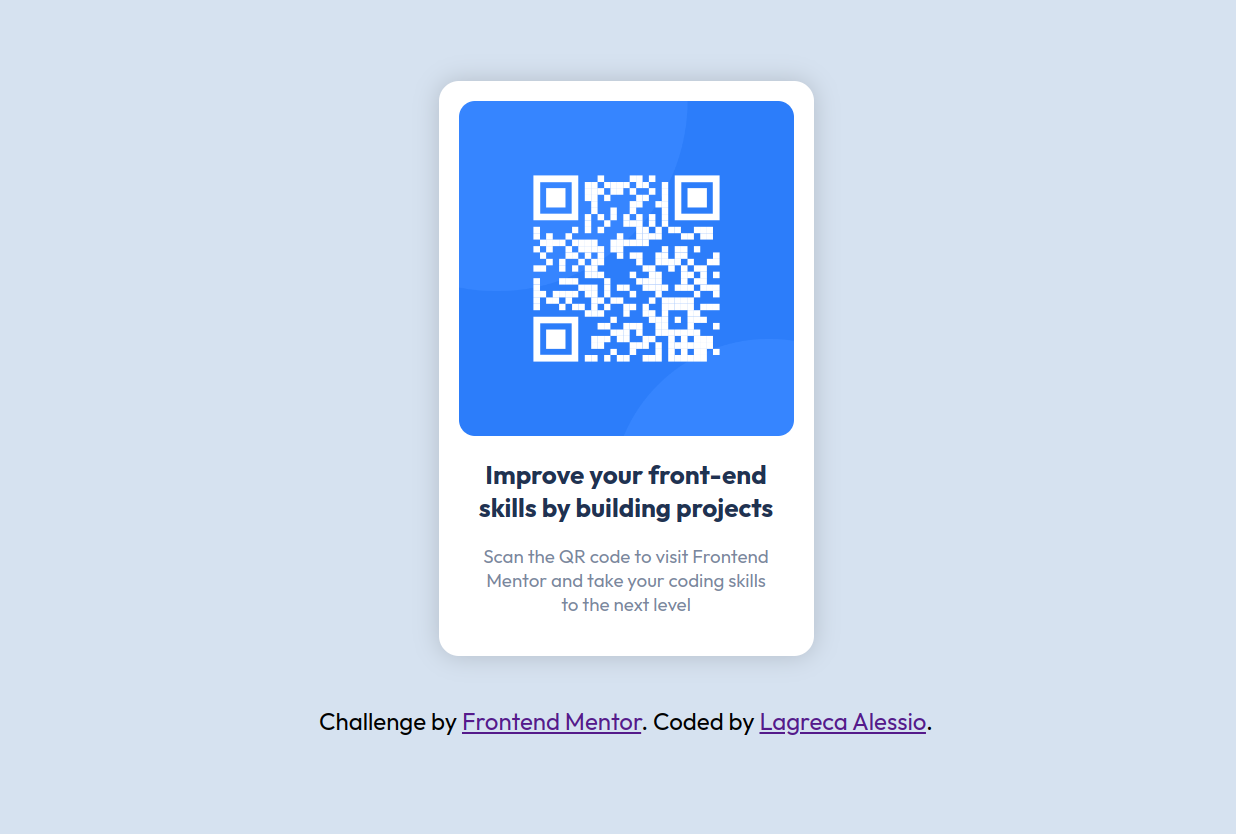 Improve your front-end
skills by building projects
Scan the QR code to visit Frontend
Mentor and take your coding skills
to the next level
Challenge by Frontend Mentor. Coded by Lagreca Alessio.